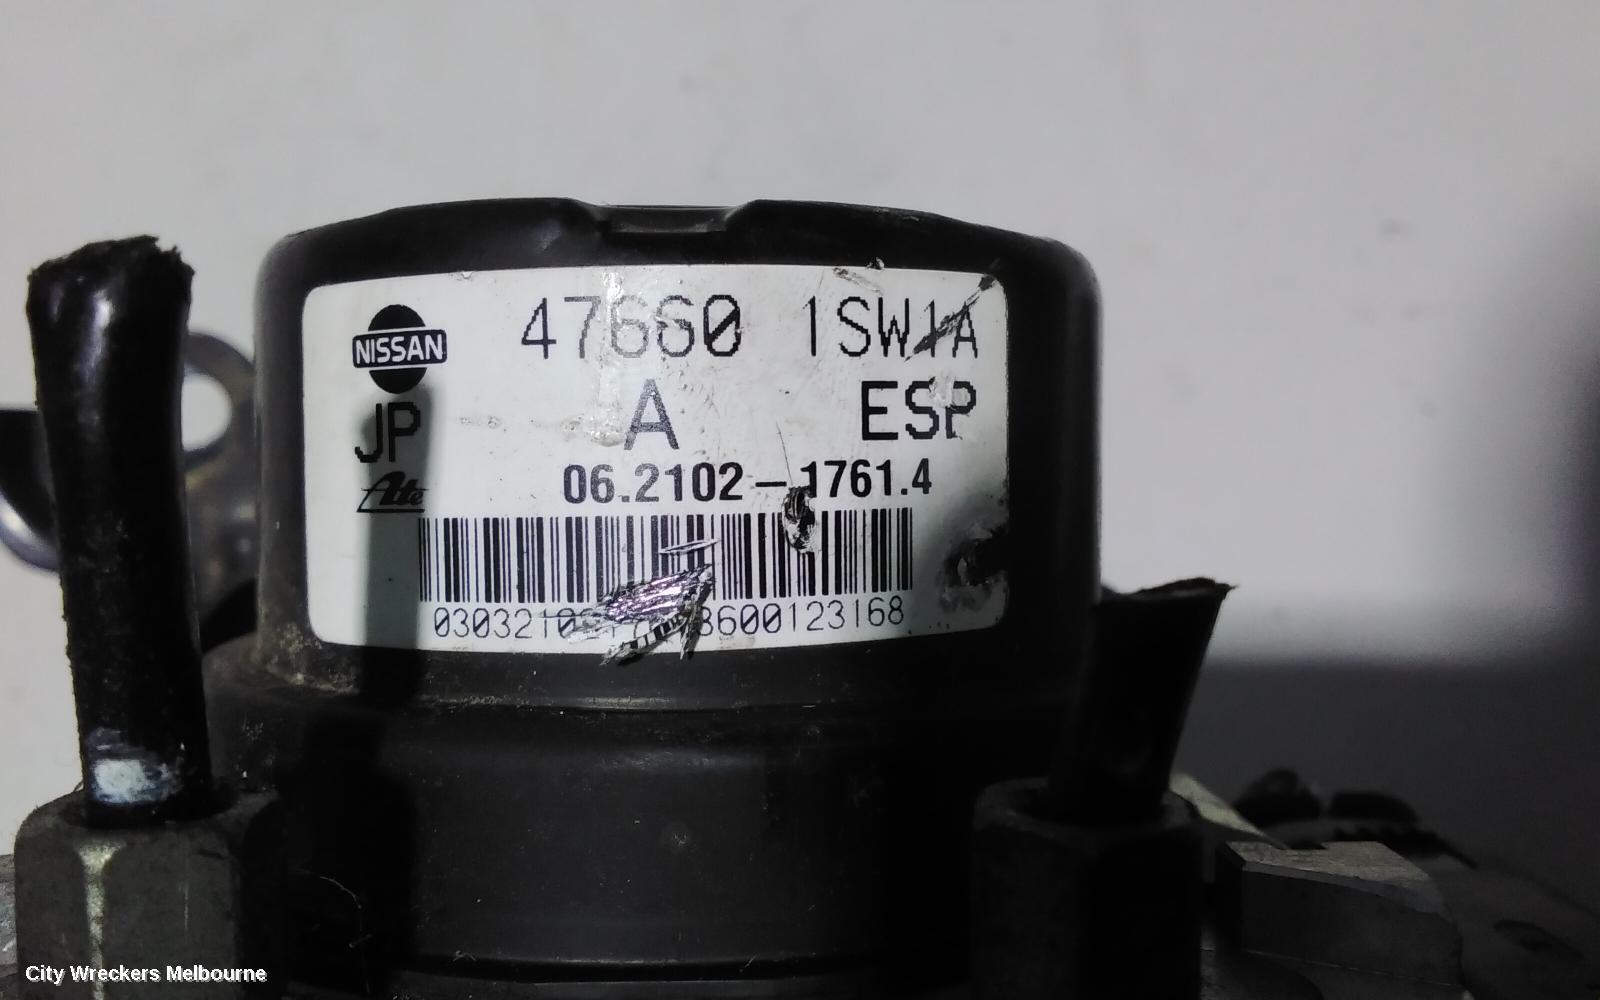 NISSAN
47660 1SW1A
JP A ESP
Ate 06.2102-1761.4
City Wreckers Melbourne